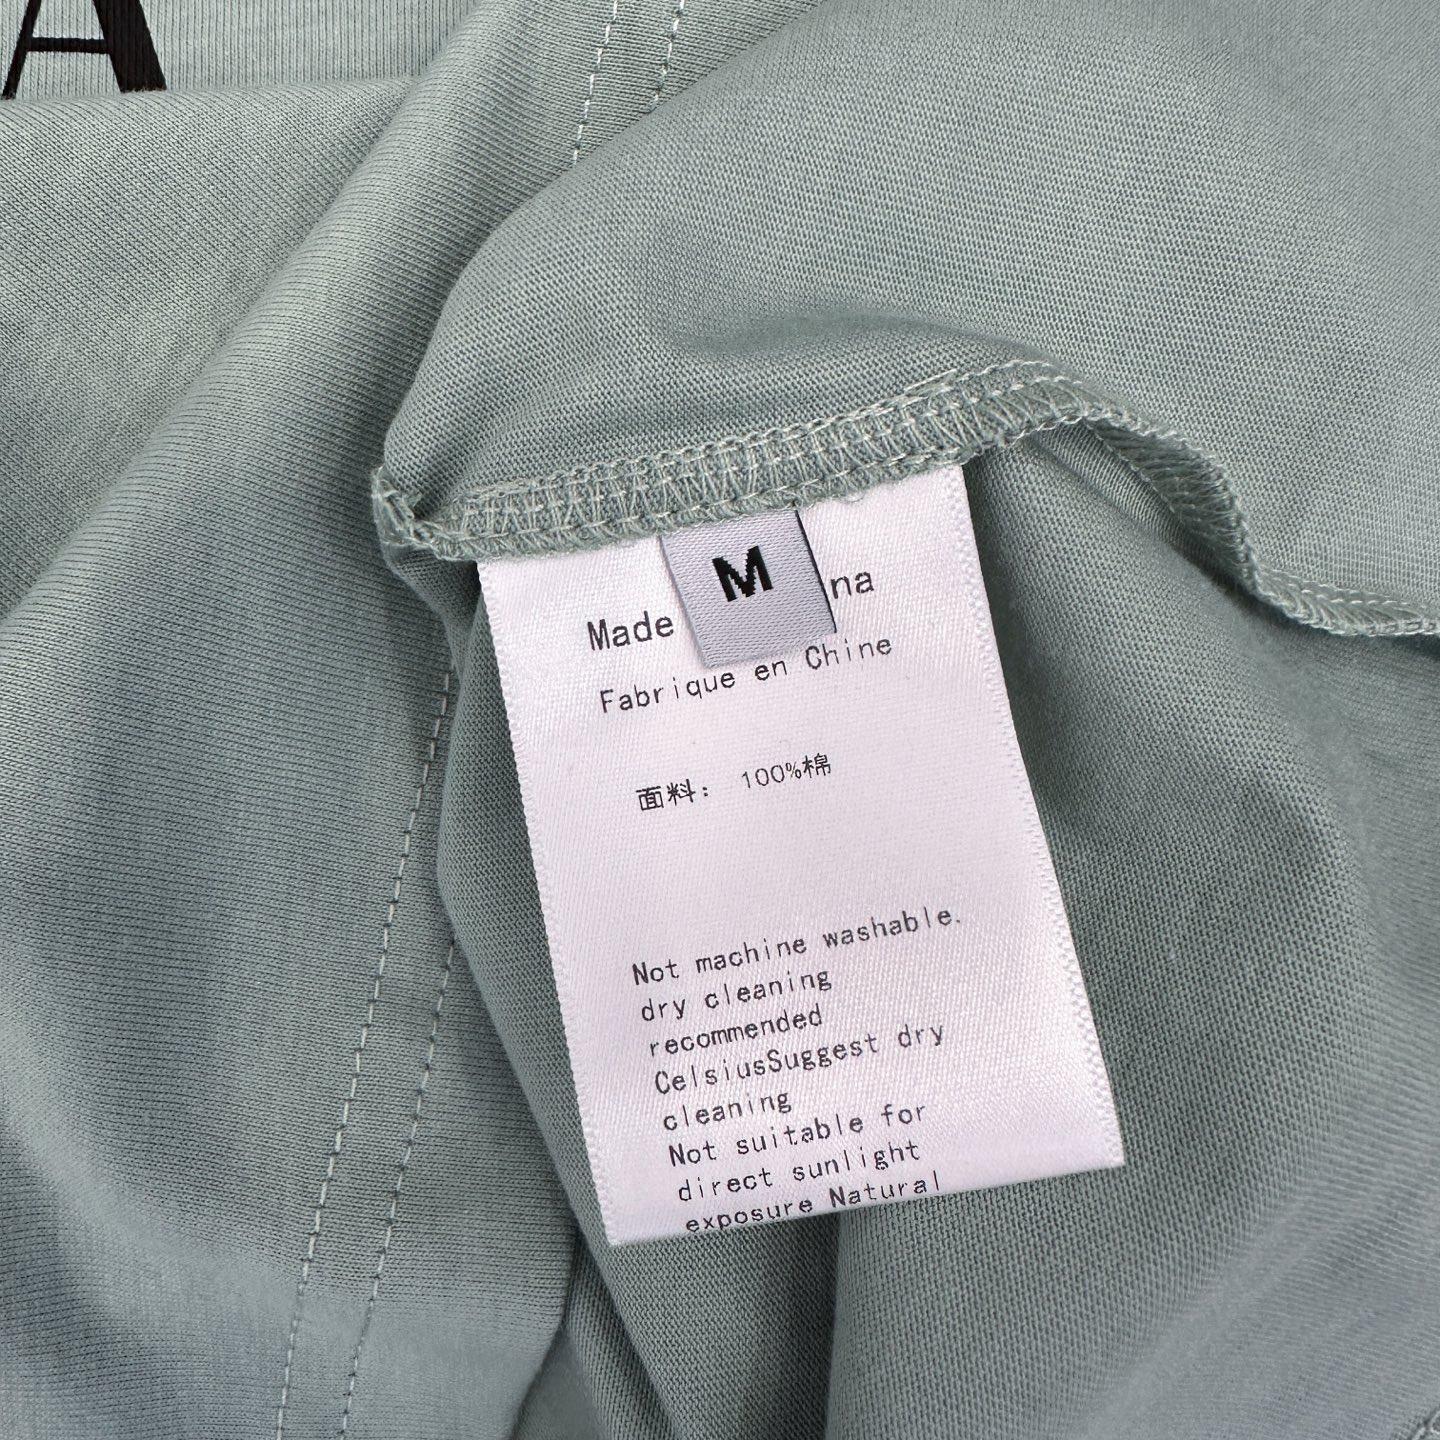 A
M
Made na
Fabrique en Chine
面料： 100%棉
Not machine washable.
dry cleaning
recommended
CelsiusSuggest dry
cleaning
Not suitable for
direct sunlight
exposure Natural